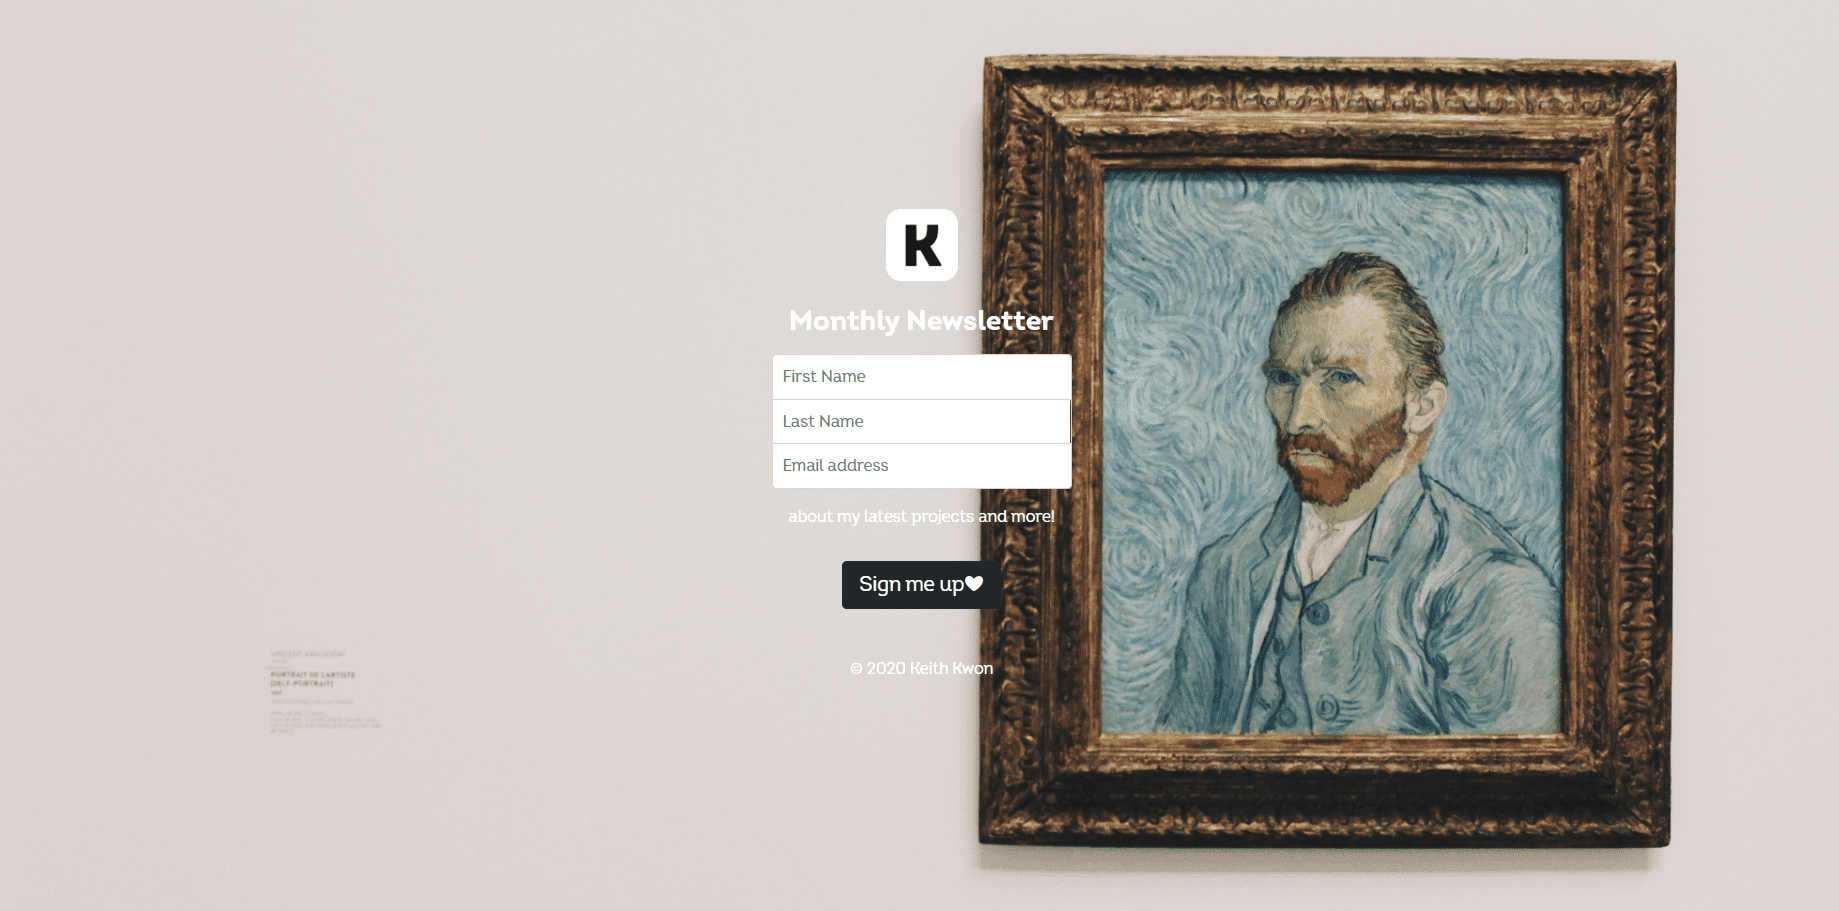 K
Monthly Newsletter
First Name
Last Name
Email address
about my latest projects and more!
Sign me up
© 2020 Keith Kwon
VINCENT VAN GOGH
PORTRAIT DE L'ARTISTE
[SELF-PORTRAIT]